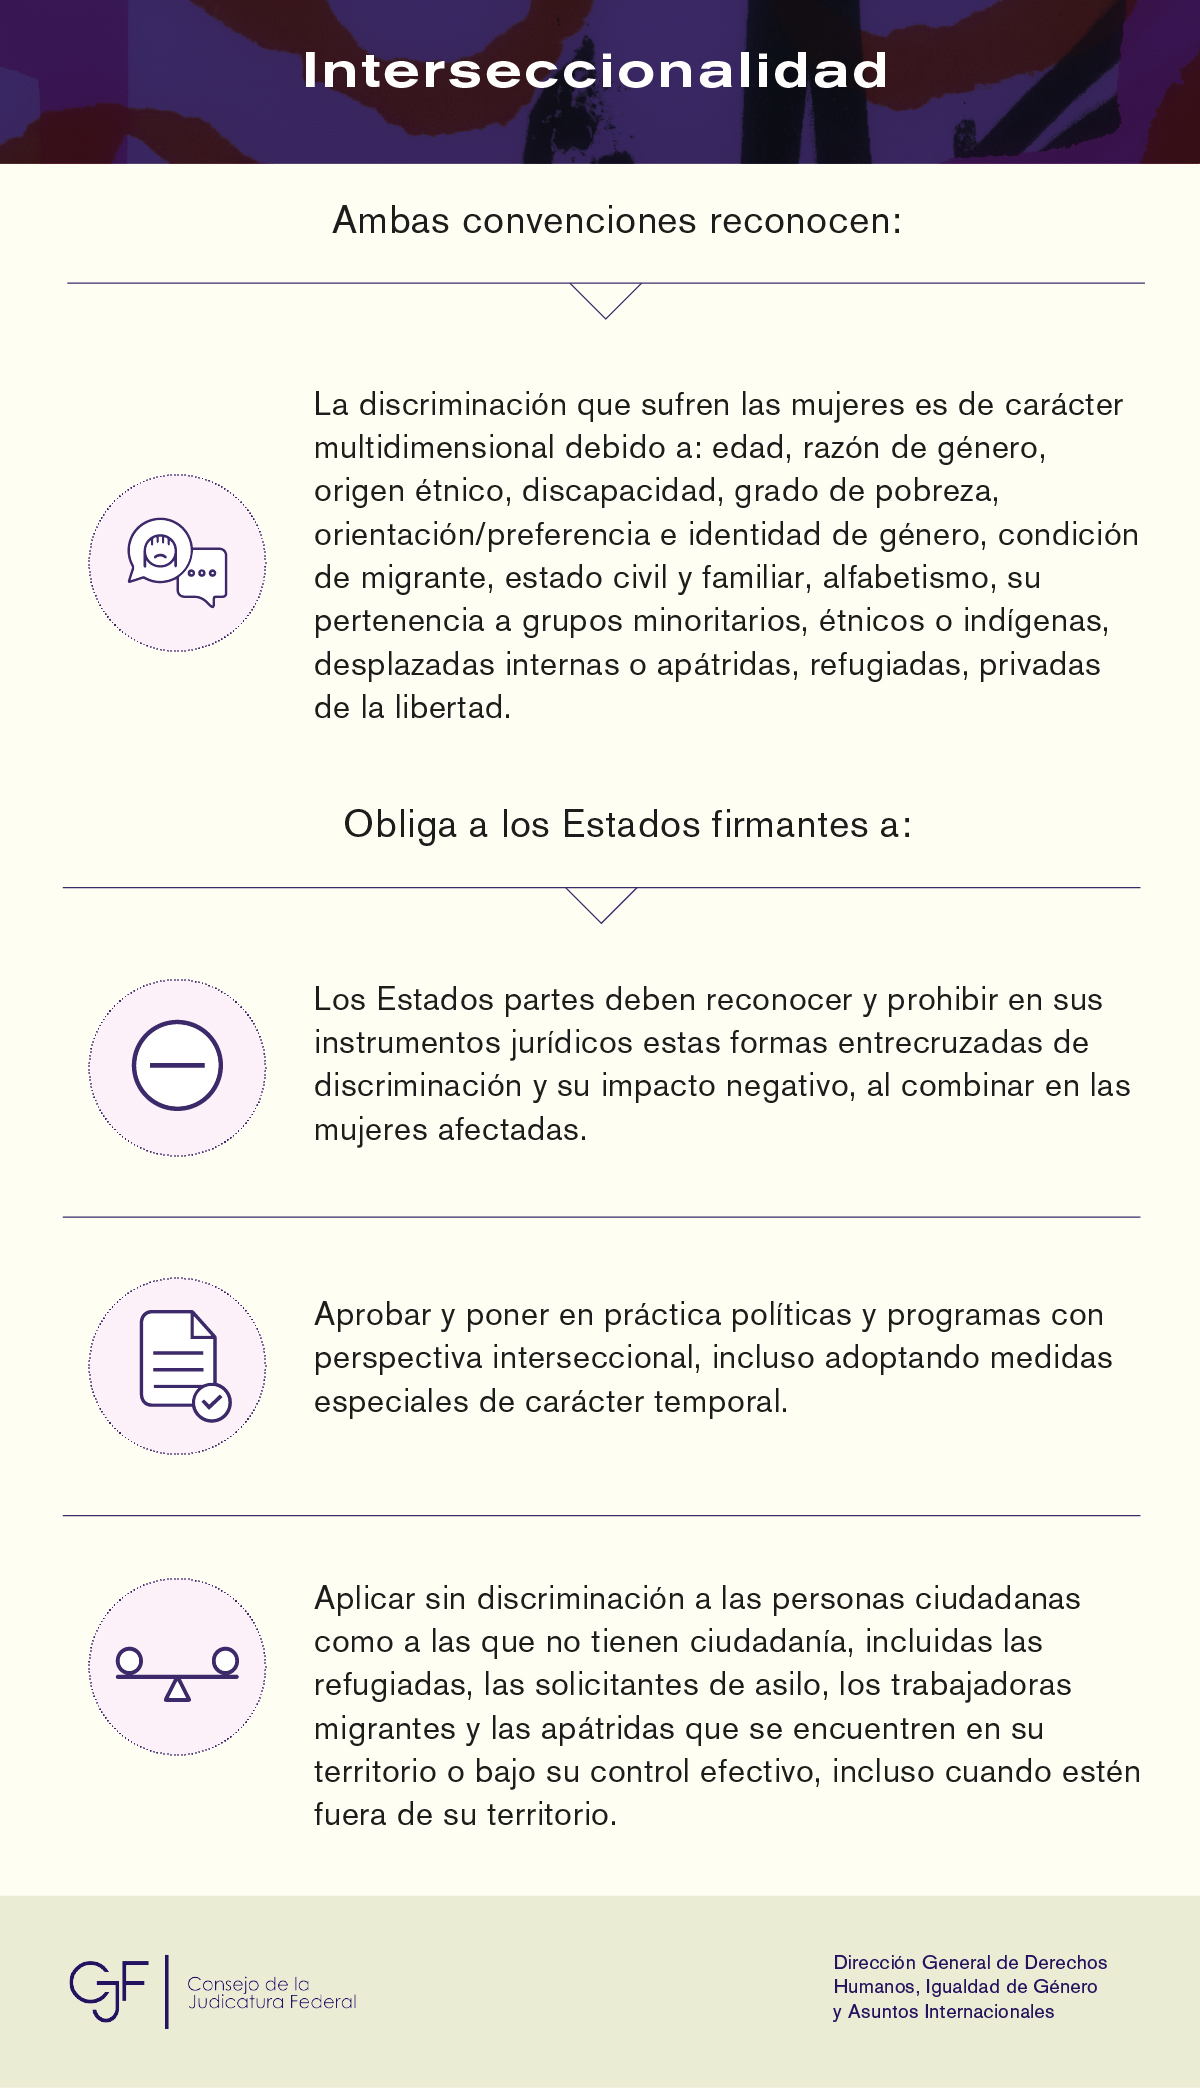 Interseccionalidad
Ambas convenciones reconocen:
La discriminación que sufren las mujeres es de carácter
multidimensional debido a: edad, razón de género,
origen étnico, discapacidad, grado de pobreza,
orientación/preferencia e identidad de género, condición
de migrante, estado civil y familiar, alfabetismo, su
pertenencia a grupos minoritarios, étnicos o indígenas,
desplazadas internas o apátridas, refugiadas, privadas
de la libertad.
Obliga a los Estados firmantes a:
Los Estados partes deben reconocer y prohibir en sus
instrumentos jurídicos estas formas entrecruzadas de
discriminación y su impacto negativo, al combinar en las
mujeres afectadas.
Aprobar y poner en práctica políticas y programas con
perspectiva interseccional, incluso adoptando medidas
especiales de carácter temporal.
Aplicar sin discriminación a las personas ciudadanas
como a las que no tienen ciudadanía, incluidas las
refugiadas, las solicitantes de asilo, los trabajadoras
migrantes y las apátridas que se encuentren en su
territorio o bajo su control efectivo, incluso cuando estén
fuera de su territorio.
CJF
Consejo de la
Judicatura Federal
Dirección General de Derechos
Humanos, Igualdad de Género
y Asuntos Internacionales